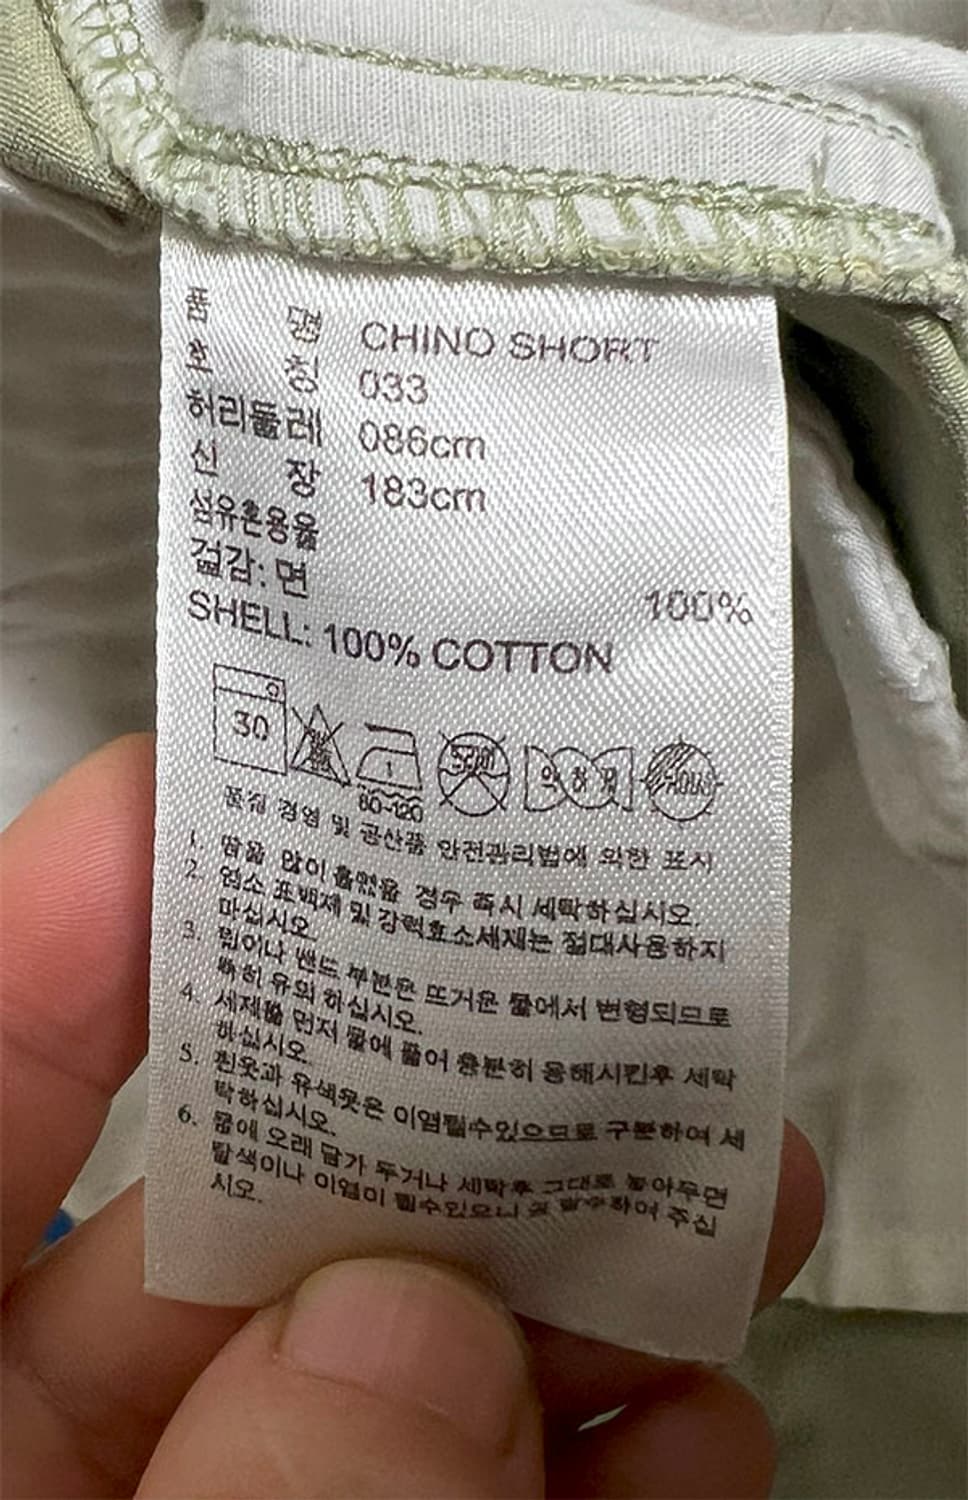 품 명 CHINO SHORT
호 칭 033
허리둘레 086cm
신 장 183cm
섬유혼용율
겉감: 면 100%
SHELL: 100% COTTON
30
1
80~120
약 하 게
품질 경영 및 공산품 안전관리법에 의한 표시
1. 땀을 많이 흘렸을 경우 즉시 세탁하십시오.
2. 염소 표백제 및 강력효소세제는 절대사용하지
마십시오.
3. 밑이나 밴드 부분은 뜨거운 물에서 변형되므로
특히 유의 하십시오.
4. 세제를 먼저 물에 풀어 충분히 용해시킨후 세탁
하십시오.
5. 흰옷과 유색옷은 이염될수있으므로 구분하여 세
탁하십시오.
6. 물에 오래 담가 두거나 세탁후 그대로 놓아두면
탈색이나 이염이 될수있으니 주십
시오.